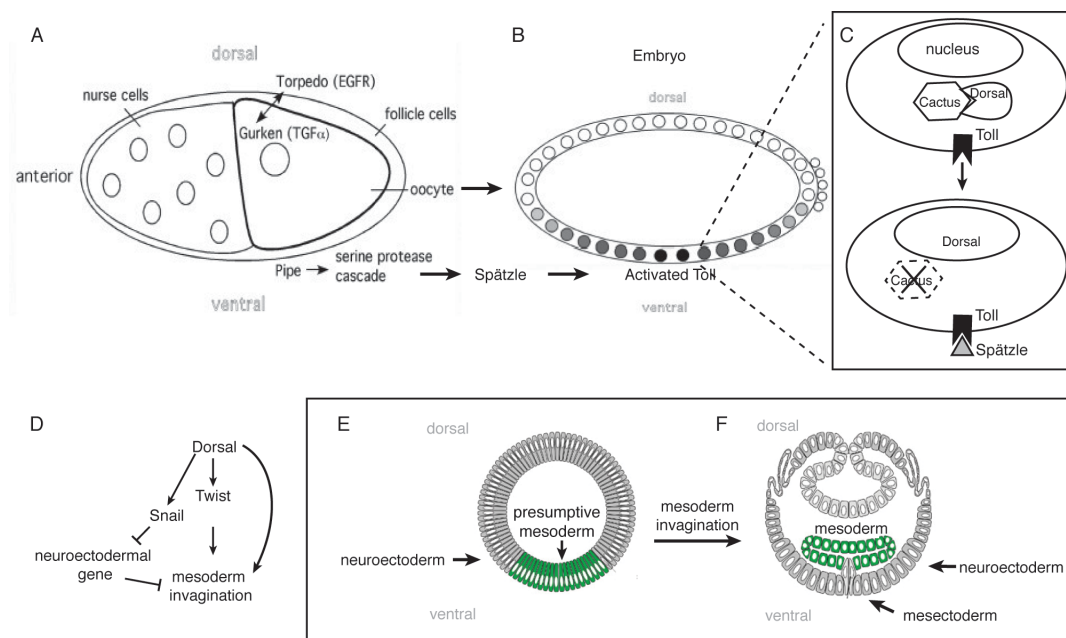 A
dorsal
Torpedo (EGFR)
nurse cells
Gurken (TGFα)
follicle cells
anterior
oocyte
Pipe
serine protease
cascade
ventral
B
Embryo
dorsal
Spätzle
Activated Toll
ventral
C
nucleus
Cactus
Dorsal
Toll
Dorsal
Cactus
Toll
Spätzle
D
Dorsal
Twist
Snail
neuroectodermal
gene
mesoderm
invagination
E
dorsal
presumptive
mesoderm
neuroectoderm
ventral
mesoderm
invagination
F
dorsal
mesoderm
neuroectoderm
mesectoderm
ventral